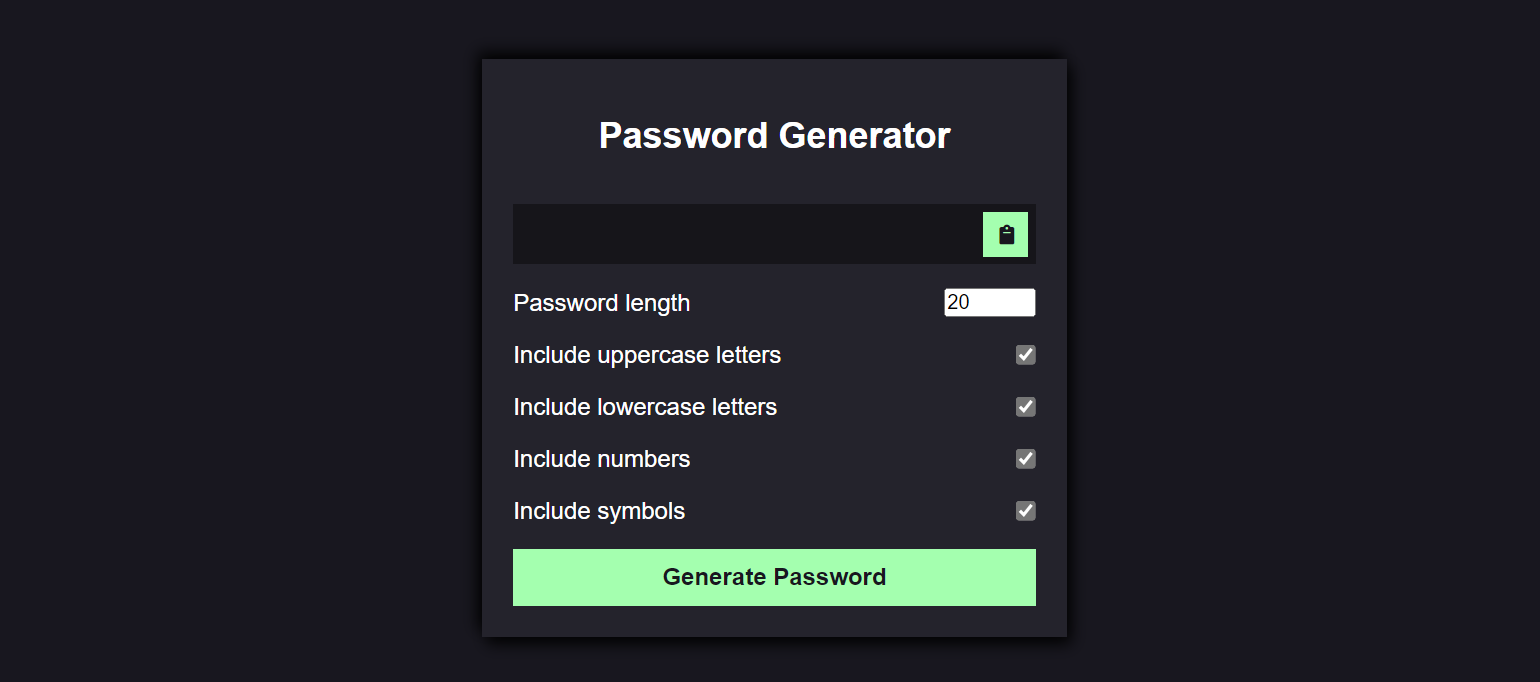 Password Generator
Password length 20
Include uppercase letters
Include lowercase letters
Include numbers
Include symbols
Generate Password